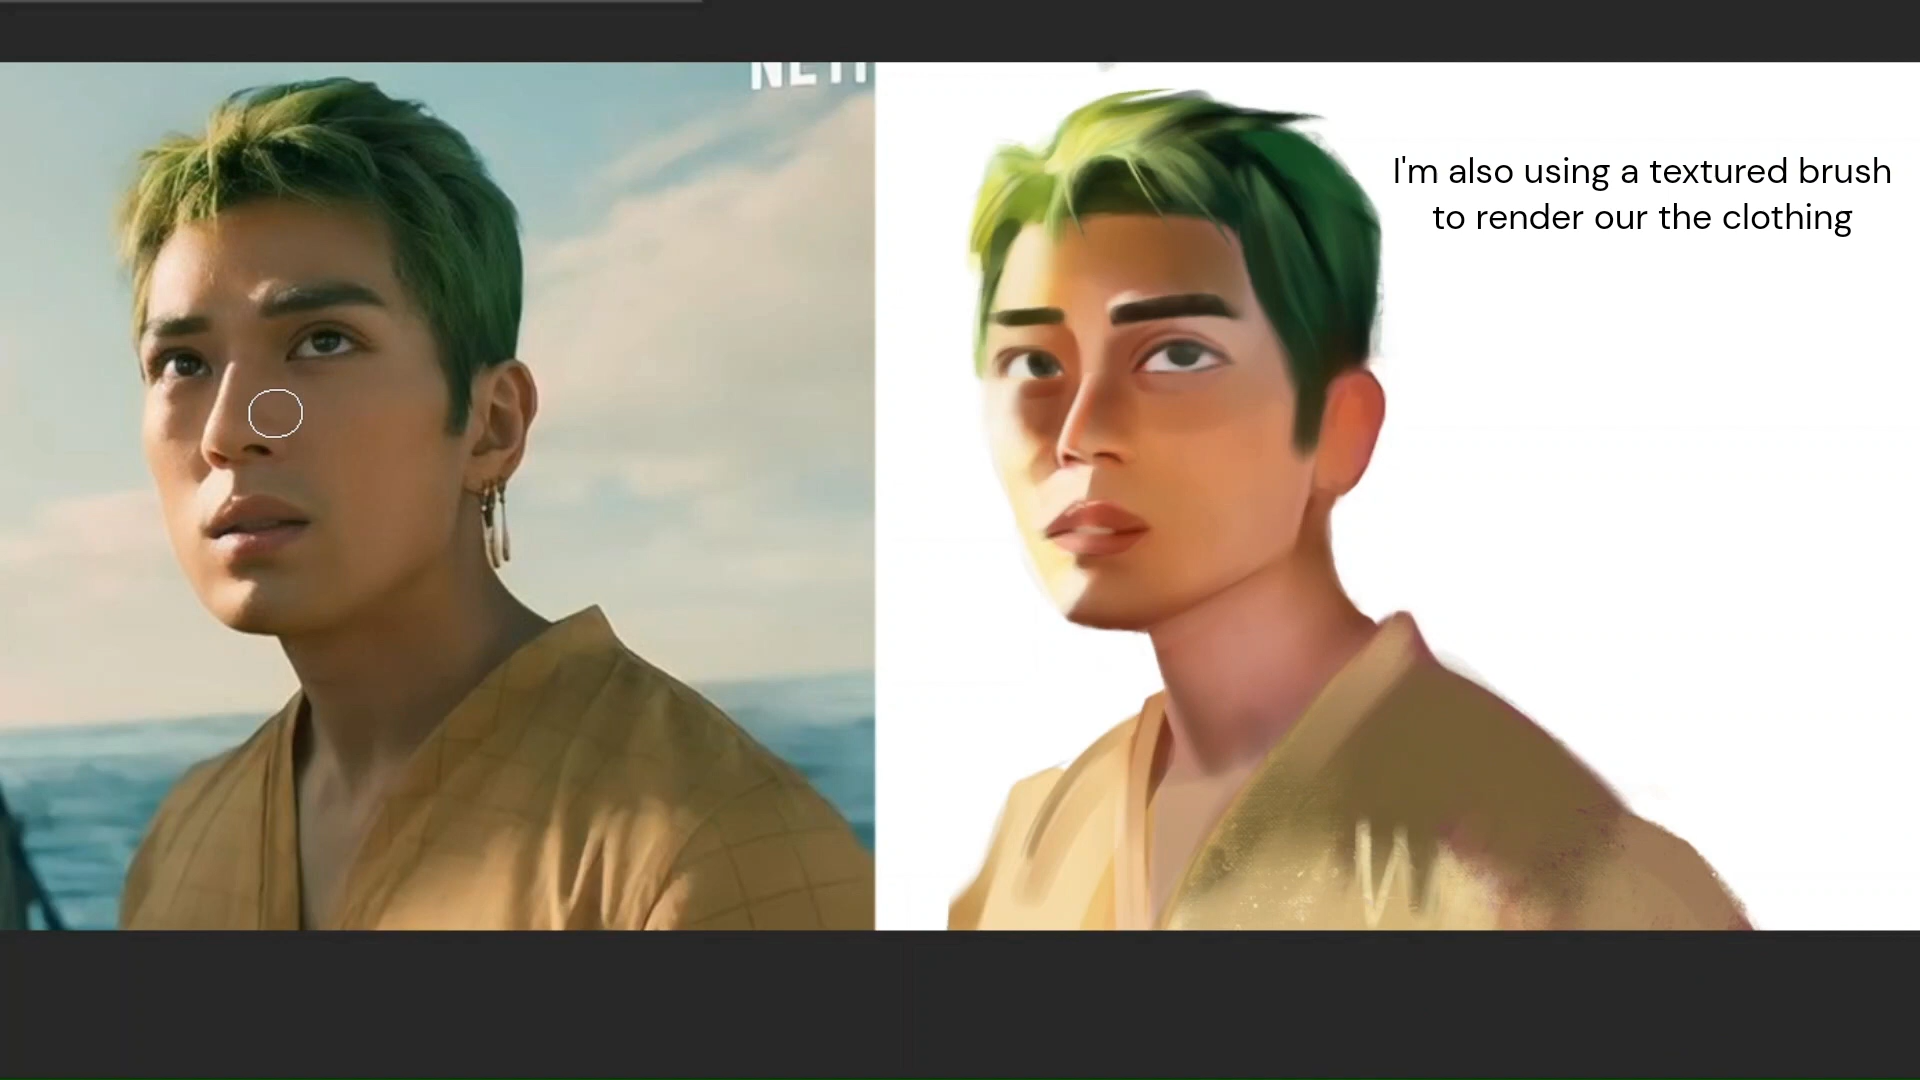 I'm also using a textured brush
to render our the clothing